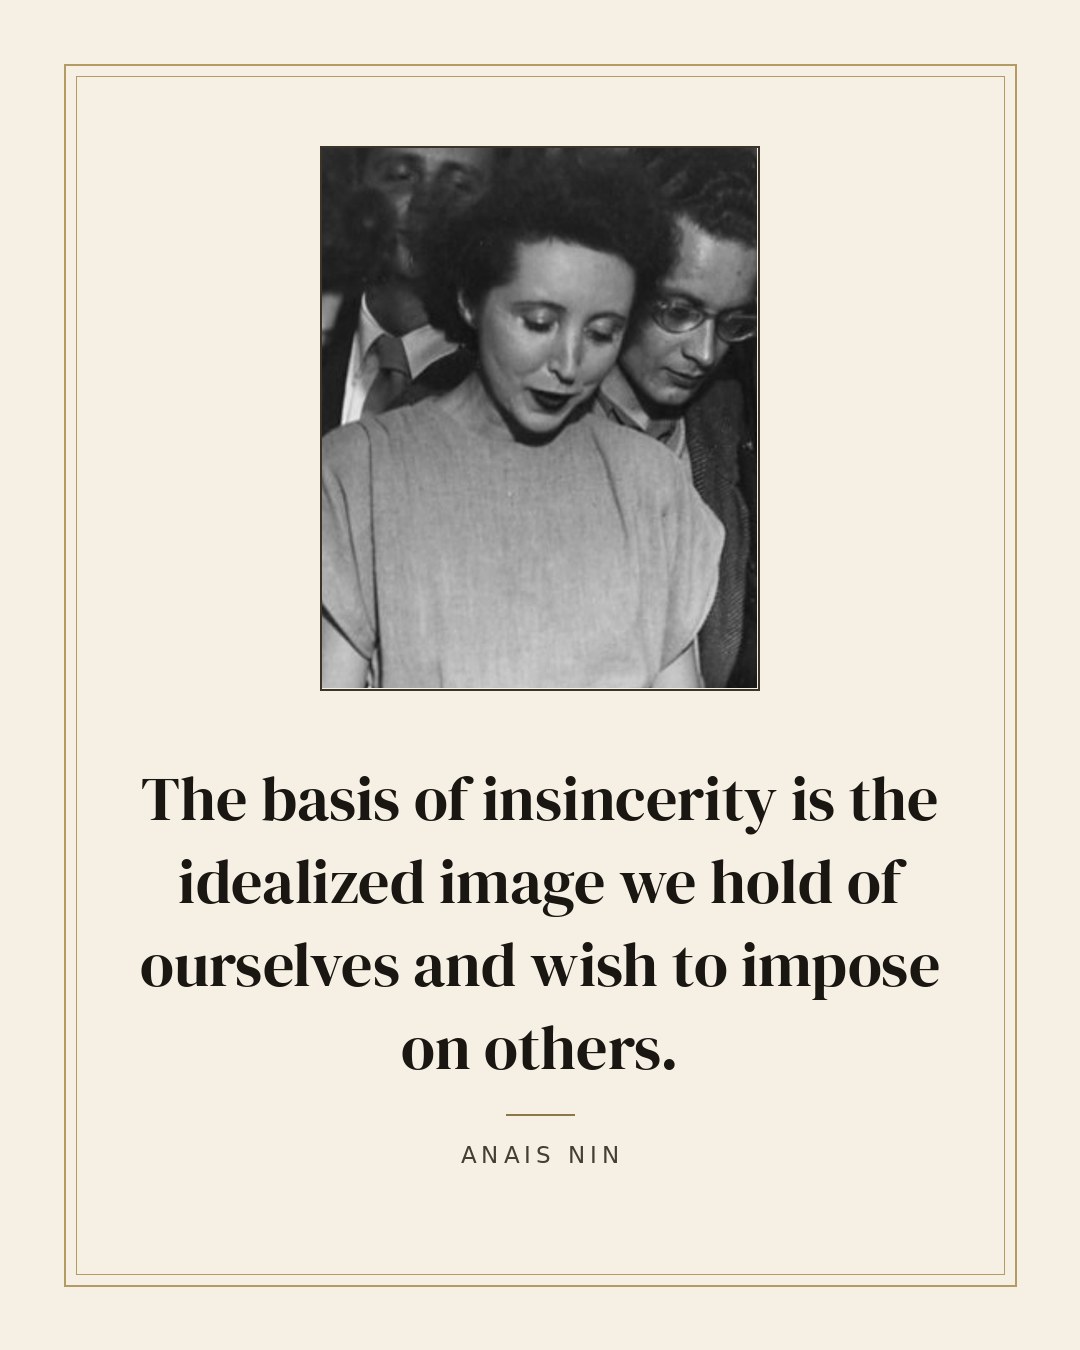 The basis of insincerity is the
idealized image we hold of
ourselves and wish to impose
on others.
ANAIS NIN